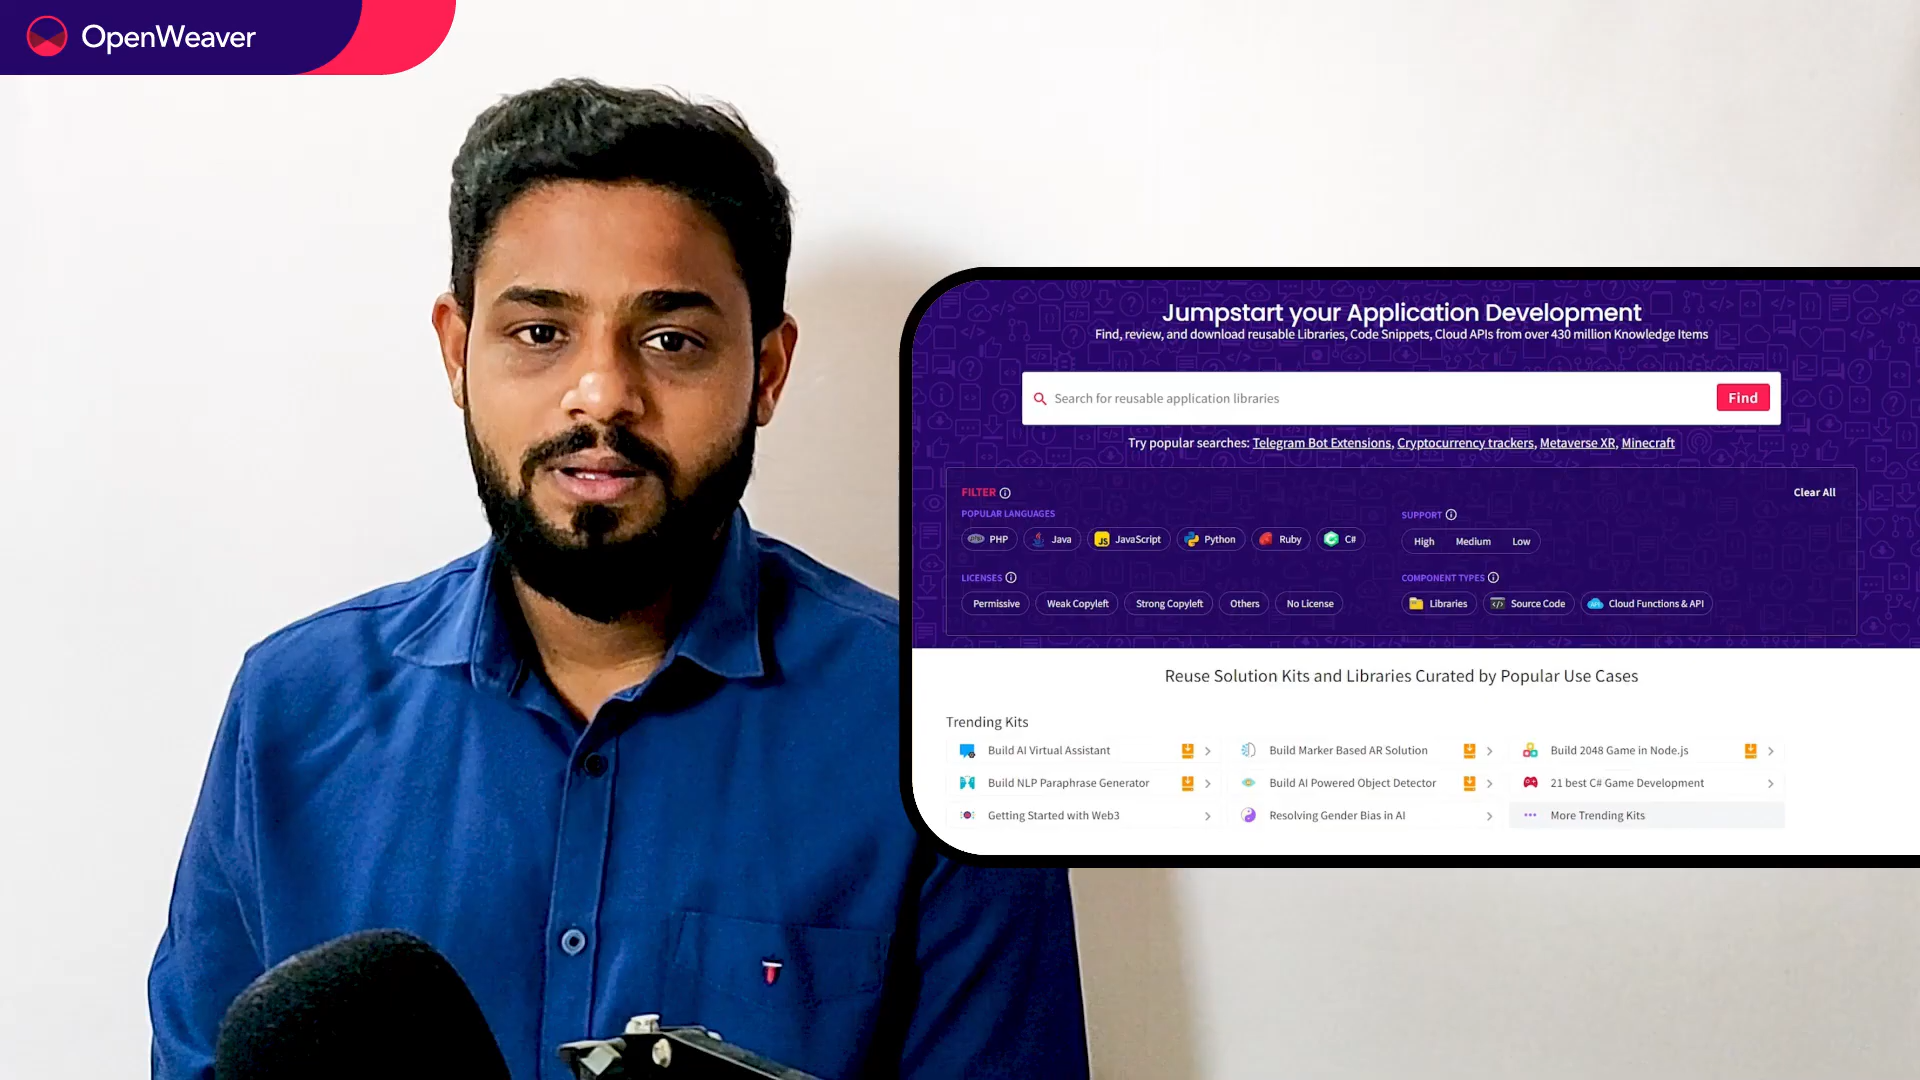 OpenWeaver
Jumpstart your Application Development
Find, review, and download reusable Libraries, Code Snippets, Cloud APIs from over 430 million Knowledge Items
Search for reusable application libraries
Find
Try popular searches: Telegram Bot Extensions, Cryptocurrency trackers, Metaverse XR, Minecraft
FILTER
Clear All
POPULAR LANGUAGES
PHP Java JavaScript Python Ruby C#
SUPPORT
High Medium Low
LICENSES
Permissive Weak Copyleft Strong Copyleft Others No License
COMPONENT TYPES
Libraries Source Code Cloud Functions & API
Reuse Solution Kits and Libraries Curated by Popular Use Cases
Trending Kits
Build AI Virtual Assistant
Build Marker Based AR Solution
Build 2048 Game in Node.js
Build NLP Paraphrase Generator
Build AI Powered Object Detector
21 best C# Game Development
Getting Started with Web3
Resolving Gender Bias in AI
More Trending Kits